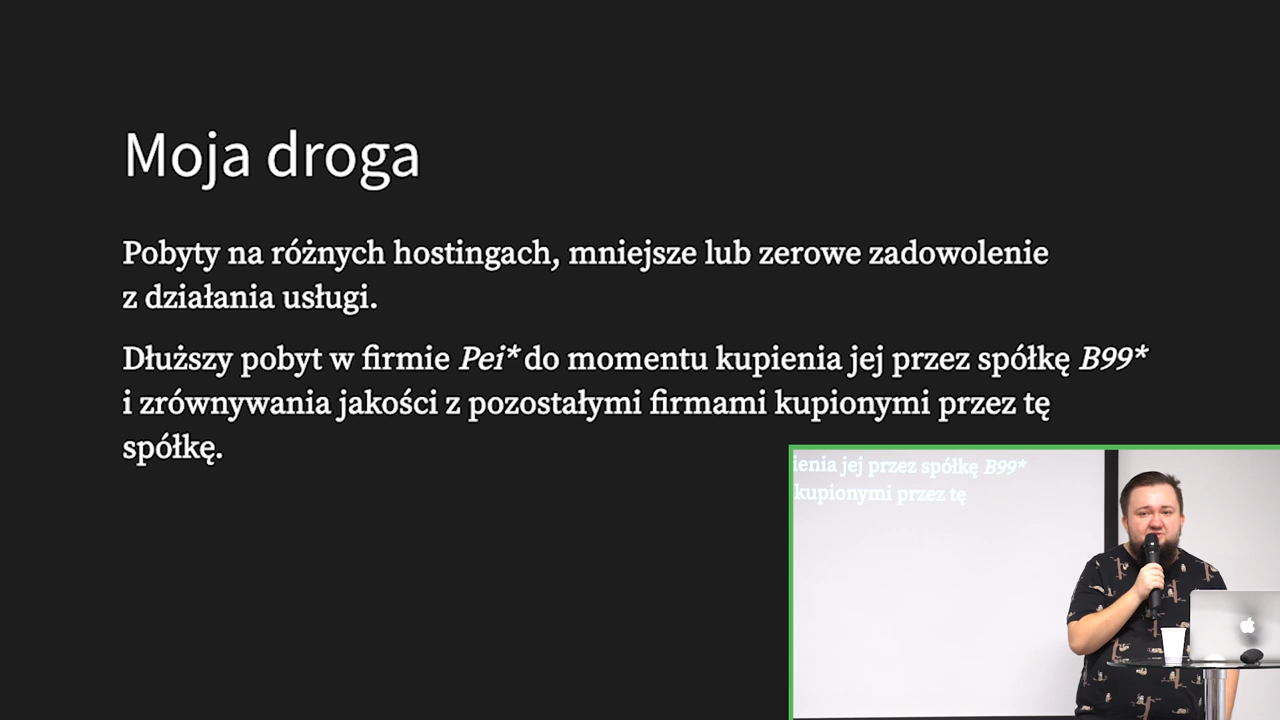 Moja droga
Pobyty na różnych hostingach, mniejsze lub zerowe zadowolenie
z działania usługi.
Dłuższy pobyt w firmie Pei* do momentu kupienia jej przez spółkę B99*
i zrównywania jakości z pozostałymi firmami kupionymi przez tę
spółkę.
ienia jej przez spółkę B99*
kupionymi przez tę